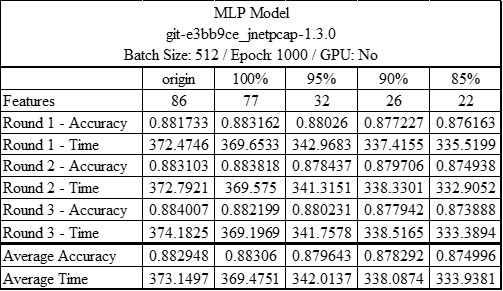 MLP Model
git-e3bb9ce_jnetpcap-1.3.0
Batch Size: 512 / Epoch: 1000 / GPU: No
origin 100% 95% 90% 85%
Features 86 77 32 26 22
Round 1 - Accuracy 0.881733 0.883162 0.88026 0.877227 0.876163
Round 1 - Time 372.4746 369.6533 342.9683 337.4155 335.5199
Round 2 - Accuracy 0.883103 0.883818 0.878437 0.879706 0.874938
Round 2 - Time 372.7921 369.575 341.3151 338.3301 332.9052
Round 3 - Accuracy 0.884007 0.882199 0.880231 0.877942 0.873888
Round 3 - Time 374.1825 369.1969 341.7578 338.5165 333.3894
Average Accuracy 0.882948 0.88306 0.879643 0.878292 0.874996
Average Time 373.1497 369.4751 342.0137 338.0874 333.9381